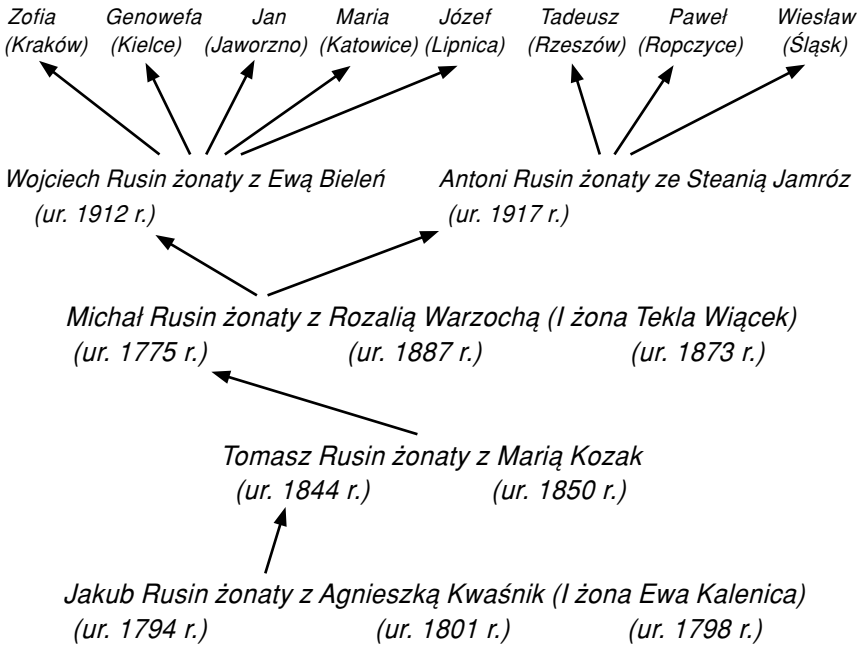 Zofia Genowefa Jan Maria Józef Tadeusz Paweł Wiesław
(Kraków) (Kielce) (Jaworzno) (Katowice) (Lipnica) (Rzeszów) (Ropczyce) (Śląsk)
Wojciech Rusin żonaty z Ewą Bieleń Antoni Rusin żonaty ze Steanią Jamróz
(ur. 1912 r.) (ur. 1917 r.)
Michał Rusin żonaty z Rozalią Warzochą (I żona Tekla Wiącek)
(ur. 1775 r.) (ur. 1887 r.) (ur. 1873 r.)
Tomasz Rusin żonaty z Marią Kozak
(ur. 1844 r.) (ur. 1850 r.)
Jakub Rusin żonaty z Agnieszką Kwaśnik (I żona Ewa Kalenica)
(ur. 1794 r.) (ur. 1801 r.) (ur. 1798 r.)